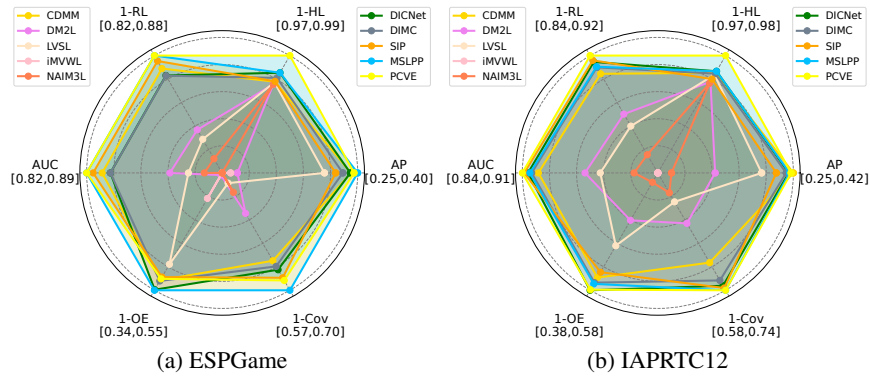 CDMM
DM2L
LVSL
iMVWL
NAIM3L
1-RL
[0.82,0.88]
1-HL
[0.97,0.99]
DICNet
DIMC
SIP
MSLPP
PCVE
AUC
[0.82,0.89]
AP
[0.25,0.40]
1-OE
[0.34,0.55]
1-Cov
[0.57,0.70]
(a) ESPGame
CDMM
DM2L
LVSL
iMVWL
NAIM3L
1-RL
[0.84,0.92]
1-HL
[0.97,0.98]
DICNet
DIMC
SIP
MSLPP
PCVE
AUC
[0.84,0.91]
AP
[0.25,0.42]
1-OE
[0.38,0.58]
1-Cov
[0.58,0.74]
(b) IAPRTC12